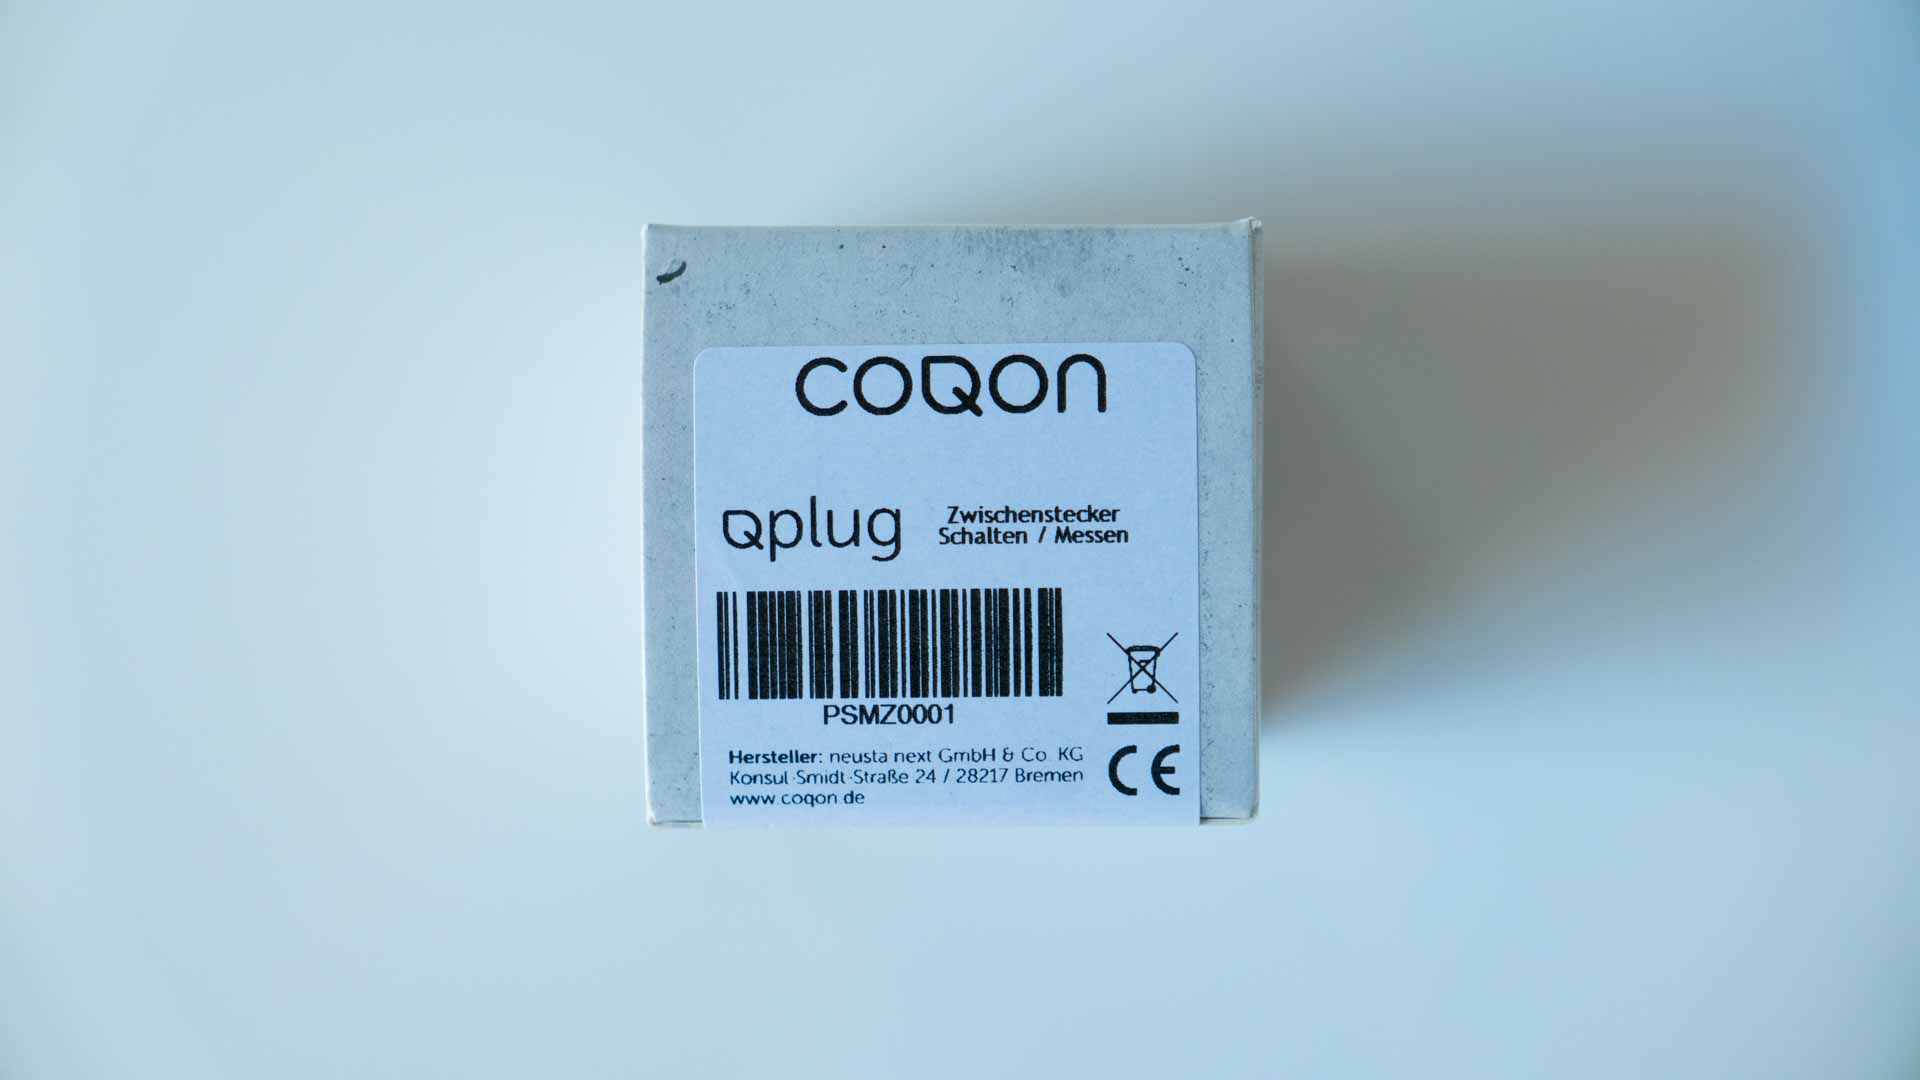 COQON
Qplug
Zwischenstecker
Schalten / Messen
PSMZ0001
Hersteller: neusta next GmbH & Co. KG
Konsul-Smidt-Straße 24 / 28217 Bremen
www.coqon.de
CE